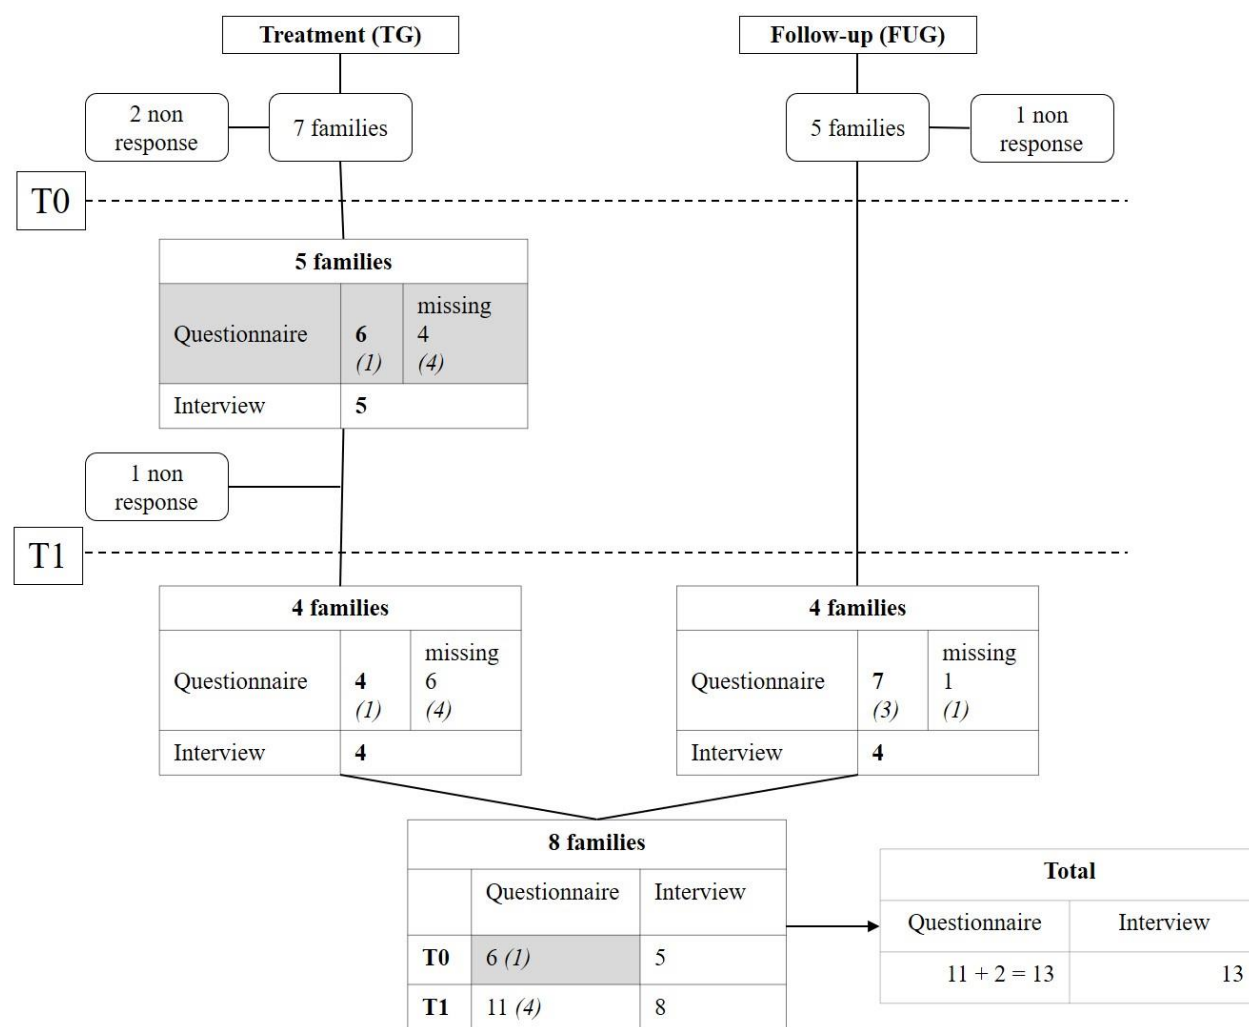 Treatment (TG)
Follow-up (FUG)
2 non
response
7 families
5 families
1 non
response
T0
5 families
missing
Questionnaire 6 4
(1) (4)
Interview 5
1 non
response
T1
4 families
missing
Questionnaire 4 6
(1) (4)
Interview 4
4 families
missing
Questionnaire 7 1
(3) (1)
Interview 4
8 families
Questionnaire Interview
T0 6 (1) 5
T1 11 (4) 8
Total
Questionnaire Interview
11 + 2 = 13 13